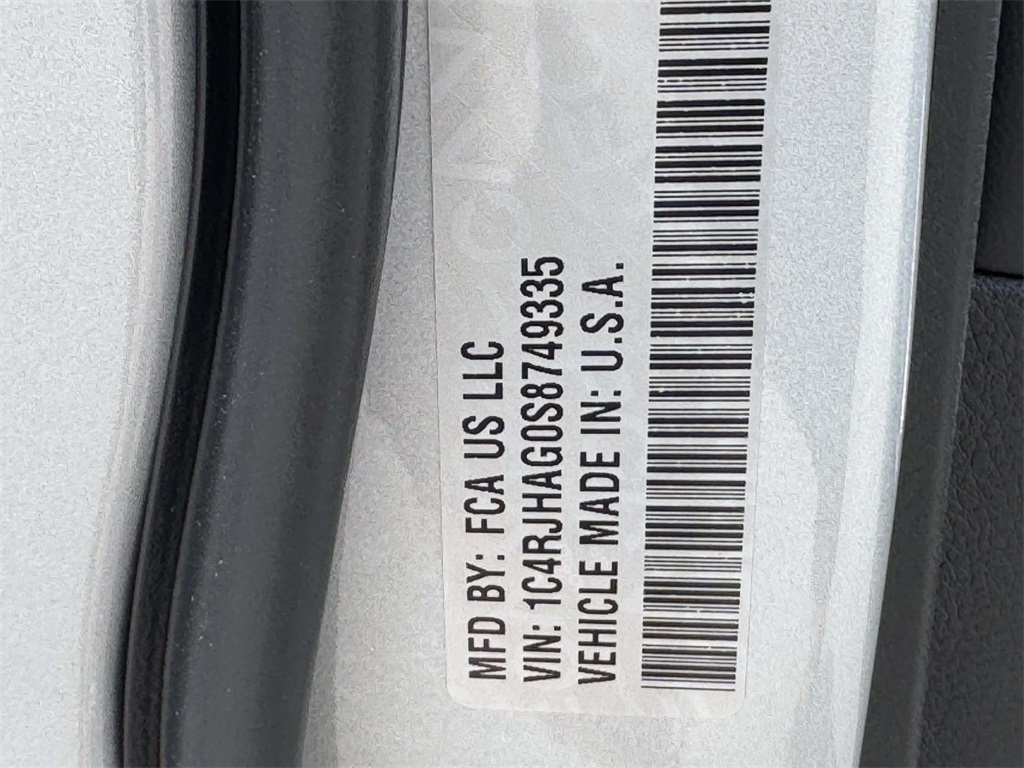 MFD BY: FCA US LLC
VIN: 1C4RJHAG0S8749335
VEHICLE MADE IN: U.S.A.